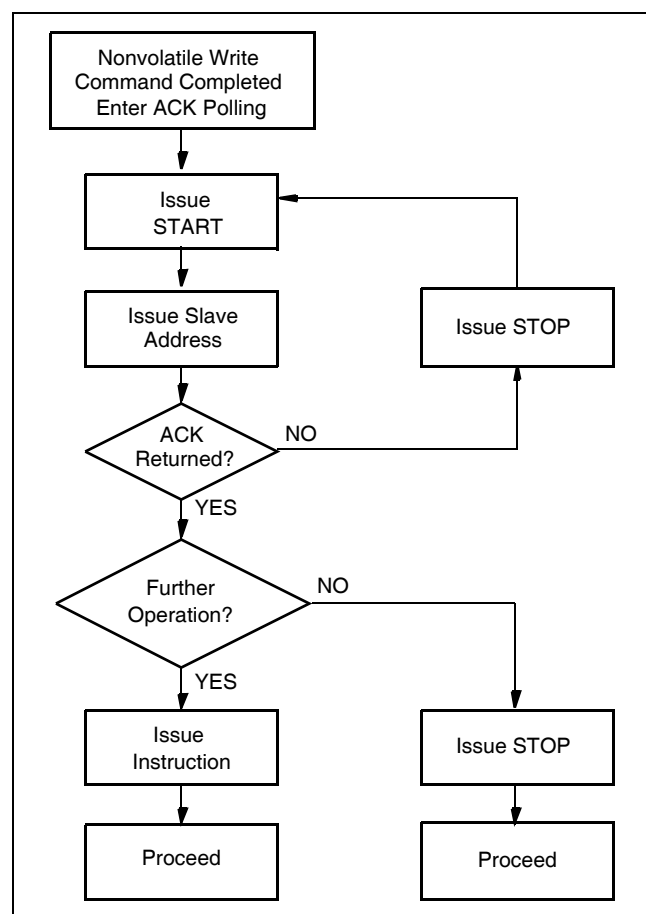 Nonvolatile Write
Command Completed
Enter ACK Polling
Issue
START
Issue Slave
Address
Issue STOP
ACK
Returned?
NO
YES
Further
Operation?
NO
YES
Issue
Instruction
Issue STOP
Proceed
Proceed